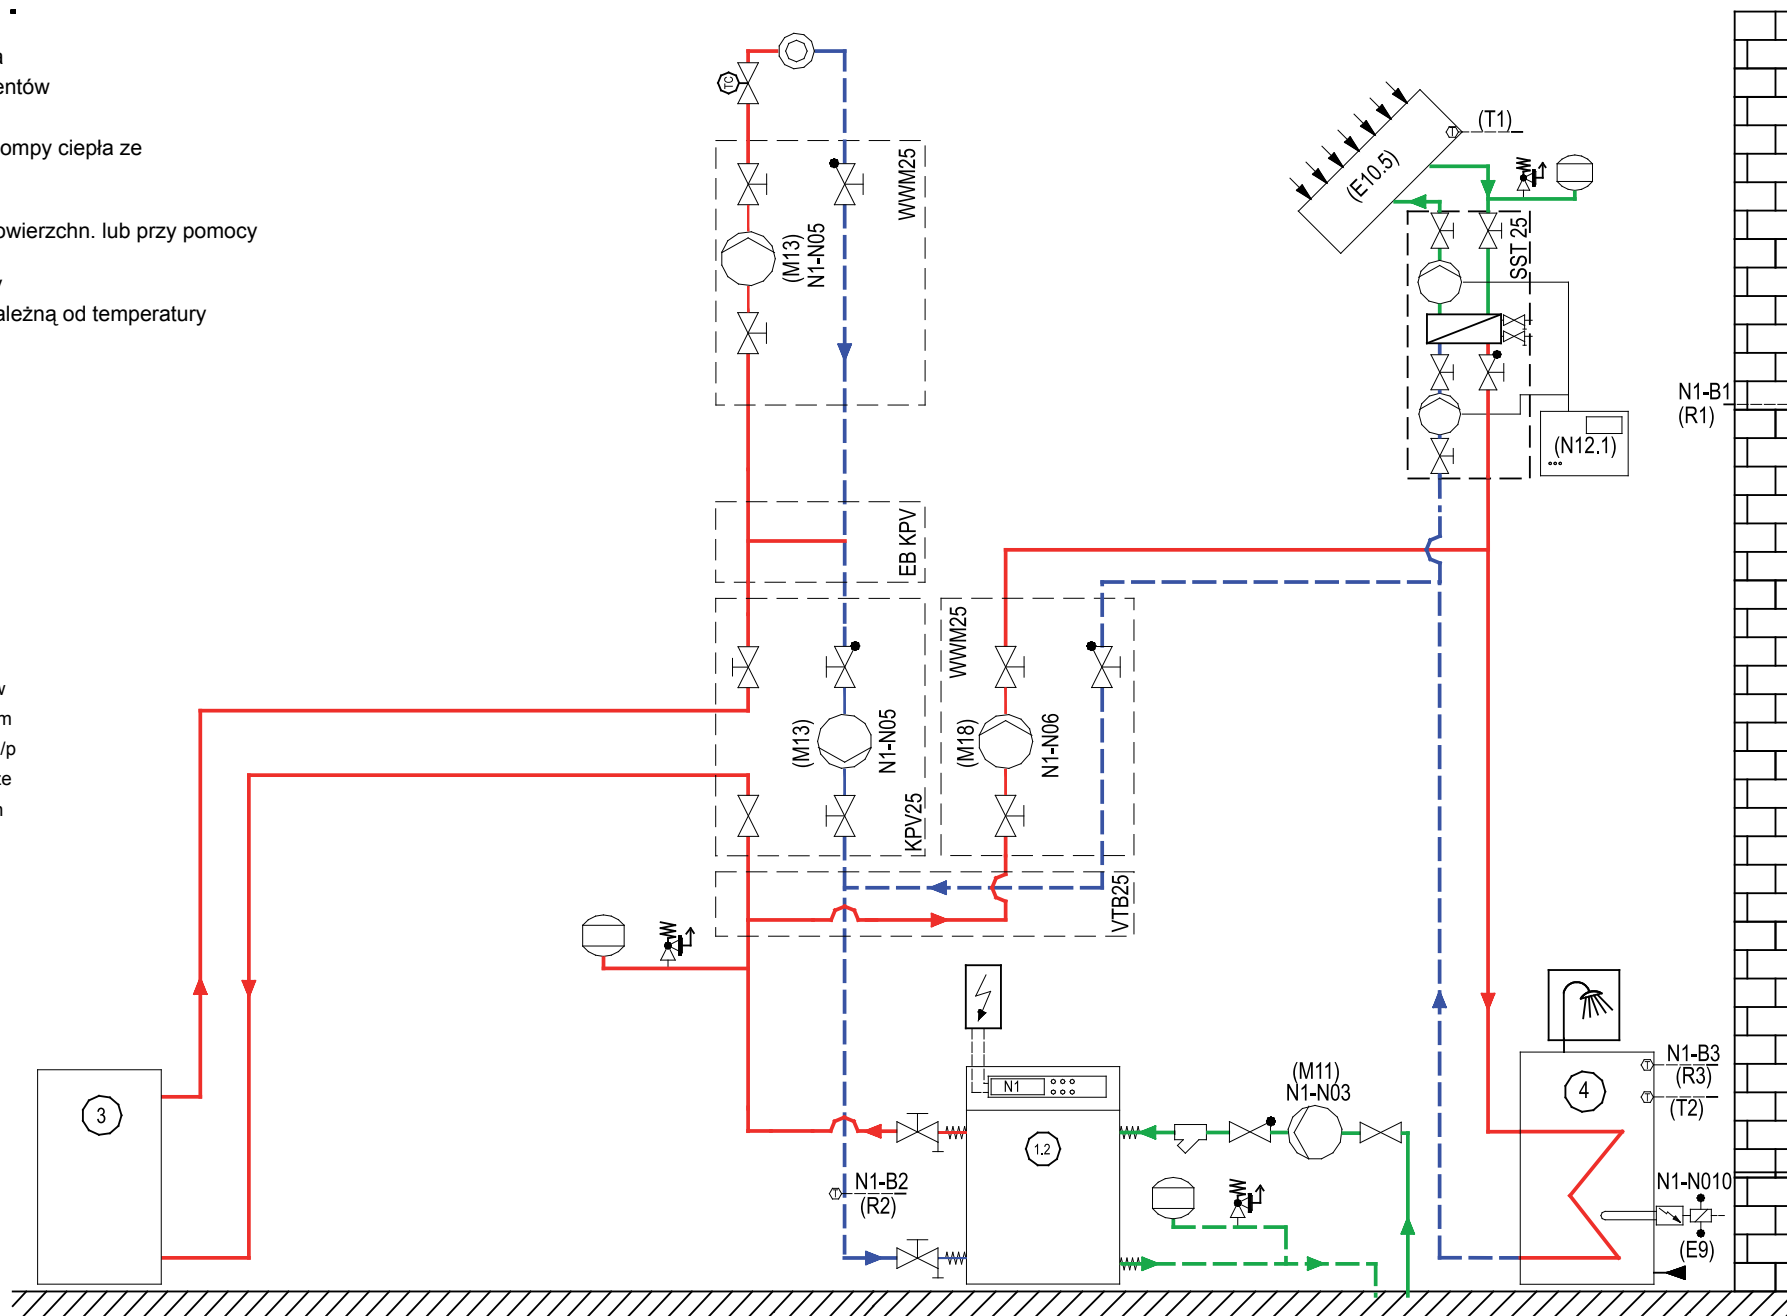 entów
ompy ciepła ze
owierzchn. lub przy pomocy
ależną od temperatury
m
/p
ze
TC
WWM25
(M13)
N1-N05
(E10.5)
(T1)
SST 25
(N12.1)
N1-B1
(R1)
EB KPV
WWM25
(M13)
N1-N05
KPV25
(M18)
N1-N06
VTB25
3
N1
1.2
N1-B2
(R2)
(M11)
N1-N03
4
N1-B3
(R3)
(T2)
N1-N010
(E9)